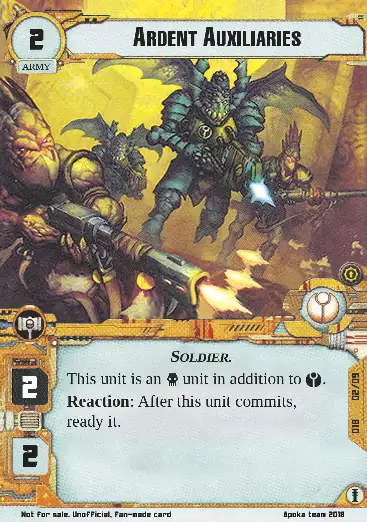 2
ARDENT AUXILIARIES
ARMY
SOLDIER.
This unit is an unit in addition to .
Reaction: After this unit commits,
ready it.
2
2
02/09
018
Not for sale. Unofficial, Fan-made card
Apoka team 2018